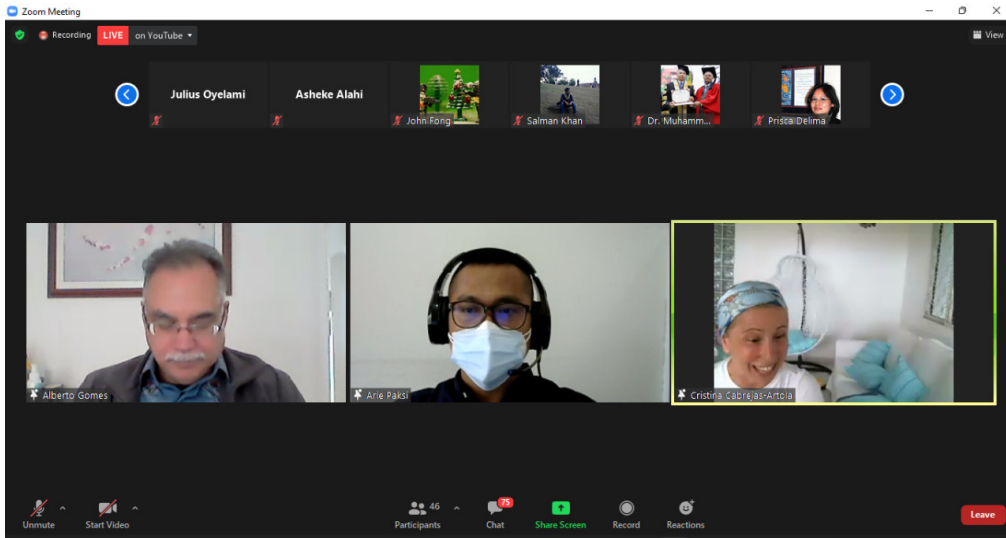 Zoom Meeting
Recording LIVE on YouTube
View
Julius Oyelami
Asheke Alahi
John Fong
Salman Khan
Dr. Muhamm...
Prisca Delima
Alberto Gomes
Arie Paksi
Cristina Cabrejas-Artola
46
75
Unmute
Start Video
Participants
Chat
Share Screen
Record
Reactions
Leave